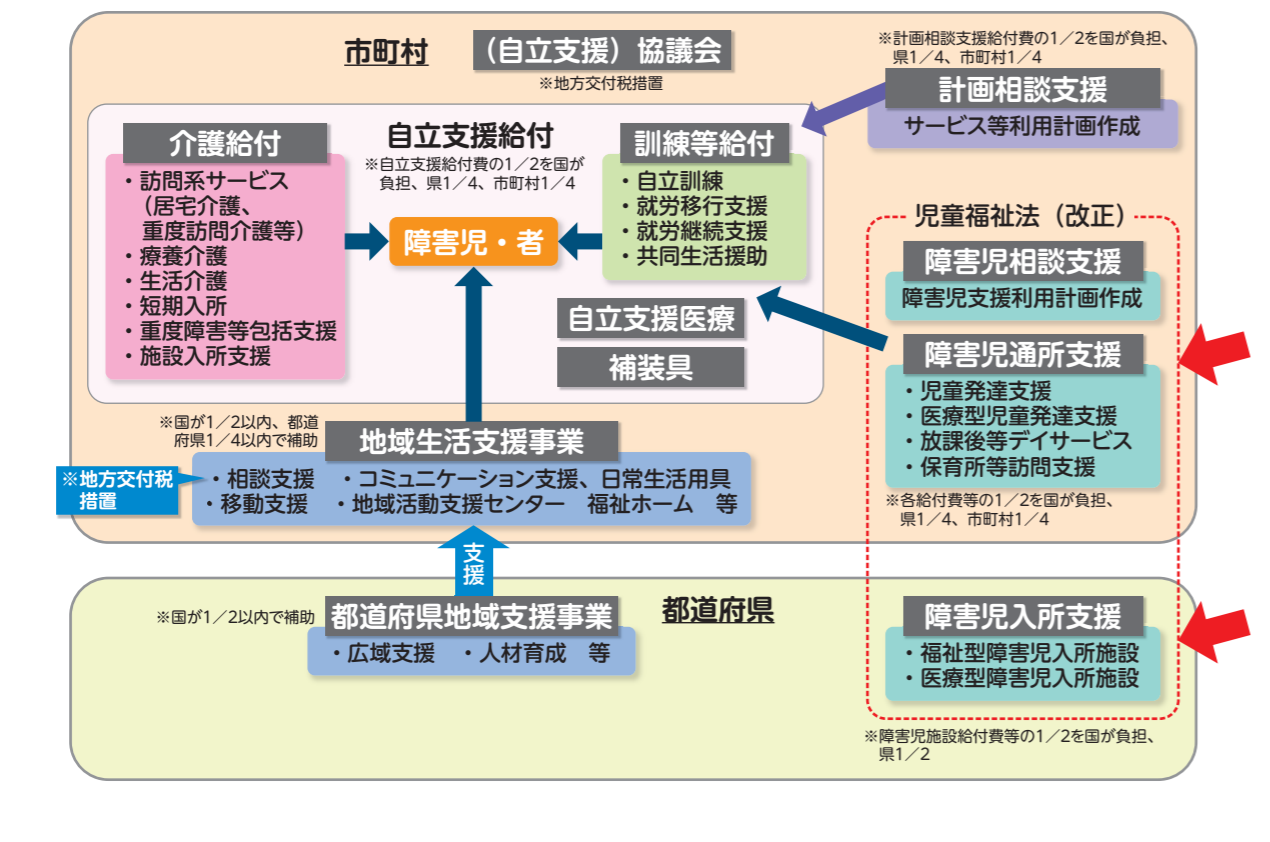 市町村
（自立支援）協議会
※地方交付税措置
※計画相談支援給付費の1／2を国が負担、
県1／4、市町村1／4
計画相談支援
サービス等利用計画作成
自立支援給付
※自立支援給付費の1／2を国が
負担、県1／4、市町村1／4
介護給付
・訪問系サービス
（居宅介護、
重度訪問介護等）
・療養介護
・生活介護
・短期入所
・重度障害等包括支援
・施設入所支援
障害児・者
訓練等給付
・自立訓練
・就労移行支援
・就労継続支援
・共同生活援助
自立支援医療
補装具
児童福祉法（改正）
障害児相談支援
障害児支援利用計画作成
障害児通所支援
・児童発達支援
・医療型児童発達支援
・放課後等デイサービス
・保育所等訪問支援
※各給付費等の1／2を国が負担、
県1／4、市町村1／4
※国が1／2以内、都道
府県1／4以内で補助
地域生活支援事業
※地方交付税
措置
・相談支援　・コミュニケーション支援、日常生活用具
・移動支援　・地域活動支援センター　福祉ホーム　等
支援
都道府県
※国が1／2以内で補助
都道府県地域支援事業
・広域支援　・人材育成　等
障害児入所支援
・福祉型障害児入所施設
・医療型障害児入所施設
※障害児施設給付費等の1／2を国が負担、
県1／2